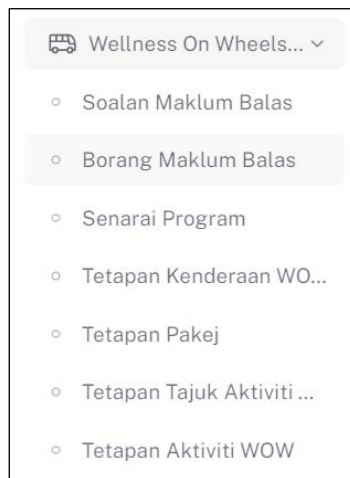 Wellness On Wheels...
Soalan Maklum Balas
Borang Maklum Balas
Senarai Program
Tetapan Kenderaan WO...
Tetapan Pakej
Tetapan Tajuk Aktiviti ...
Tetapan Aktiviti WOW